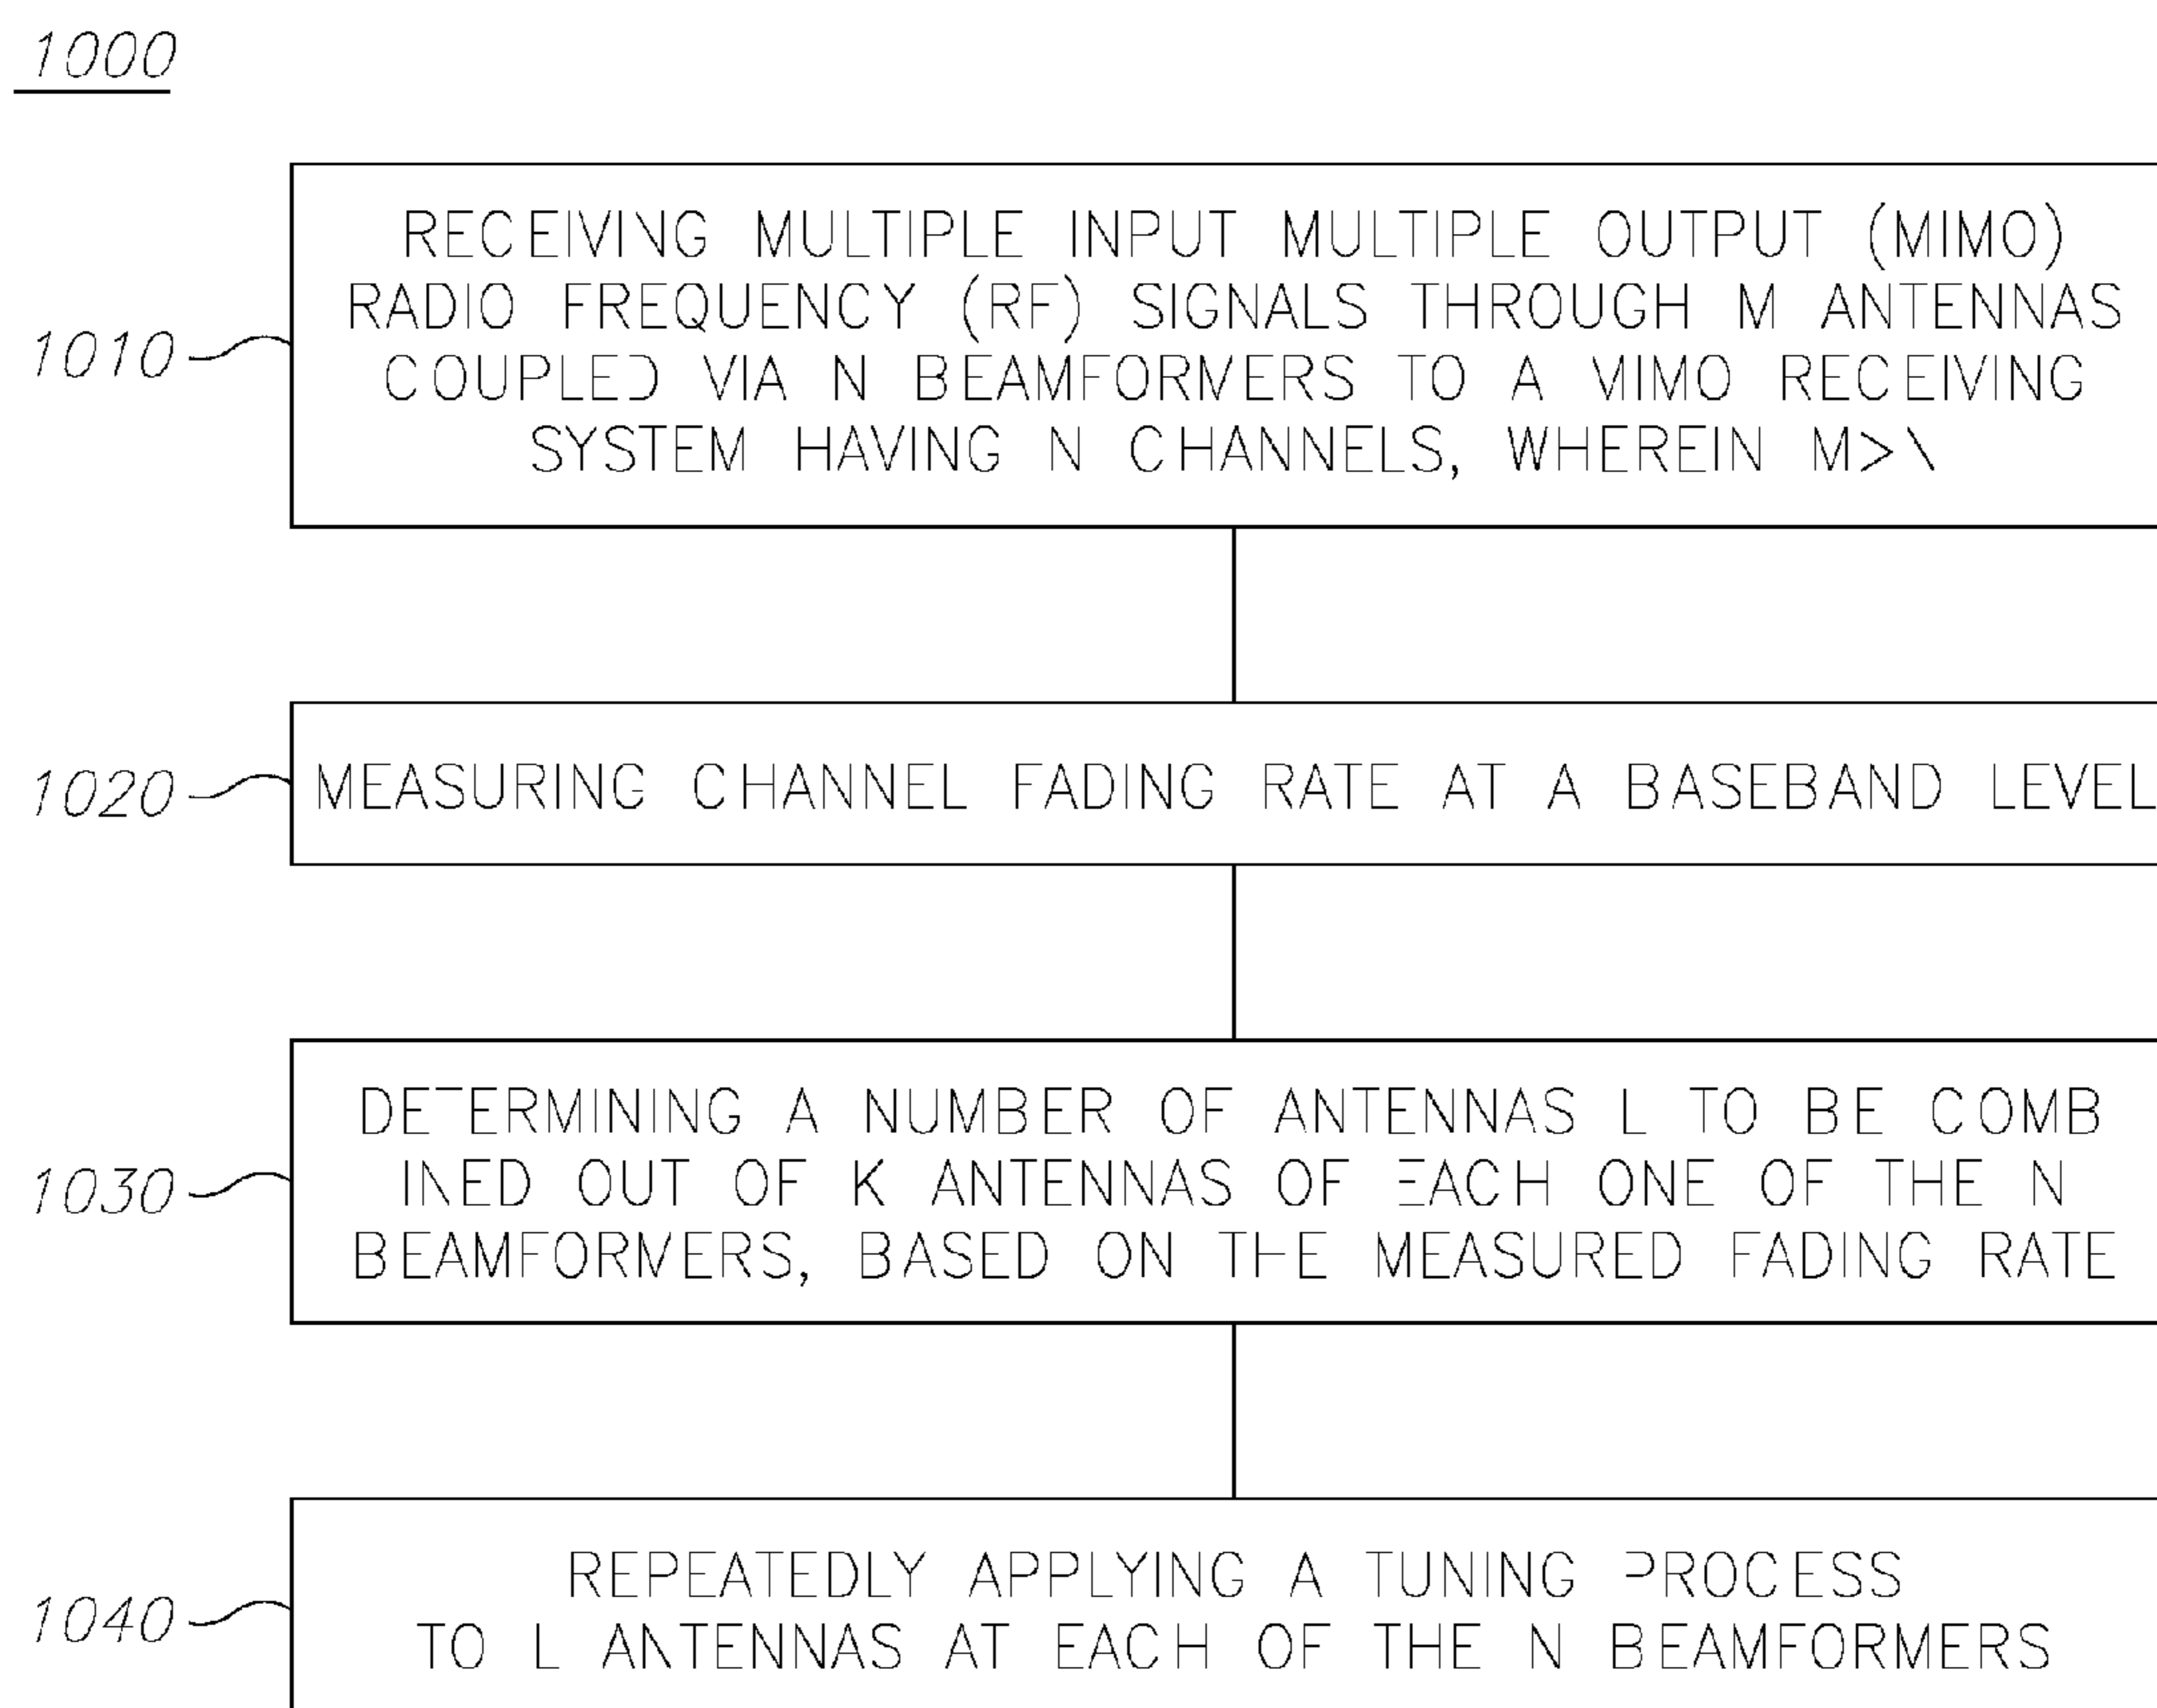 1000
RECEIVING MULTIPLE INPUT MULTIPLE OUTPUT (MIMO)
RADIO FREQUENCY (RF) SIGNALS THROUGH M ANTENNAS
1010
COUPLED VIA N BEAMFORMERS TO A MIMO RECEIVING
SYSTEM HAVING N CHANNELS, WHEREIN M>N
1020
MEASURING CHANNEL FADING RATE AT A BASEBAND LEVEL
DETERMINING A NUMBER OF ANTENNAS L TO BE COMB
1030
INED OUT OF K ANTENNAS OF EACH ONE OF THE N
BEAMFORMERS, BASED ON THE MEASURED FADING RATE
REPEATEDLY APPLYING A TUNING PROCESS
1040
TO L ANTENNAS AT EACH OF THE N BEAMFORMERS